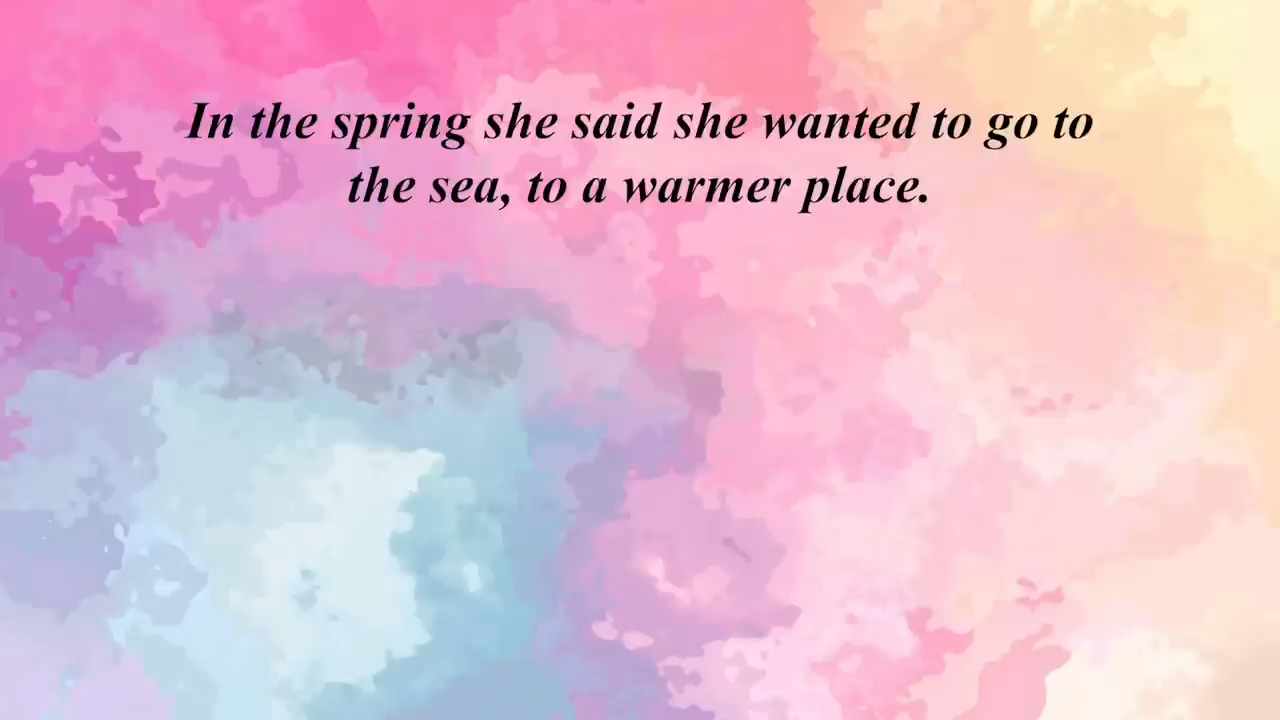 In the spring she said she wanted to go to
the sea, to a warmer place.